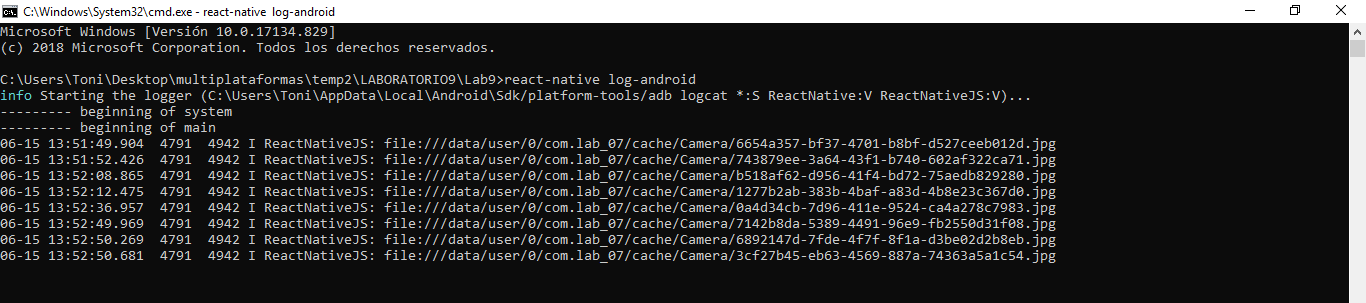 C:\Windows\System32\cmd.exe - react-native log-android
Microsoft Windows [Versión 10.0.17134.829]
(c) 2018 Microsoft Corporation. Todos los derechos reservados.
C:\Users\Toni\Desktop\multiplataformas\temp2\LABORATORIO9\Lab9>react-native log-android
info Starting the logger (C:\Users\Toni\AppData\Local\Android\Sdk/platform-tools/adb logcat *:S ReactNative:V ReactNativeJS:V)...
--------- beginning of system
--------- beginning of main
06-15 13:51:49.904  4791  4942 I ReactNativeJS: file:///data/user/0/com.lab_07/cache/Camera/6654a357-bf37-4701-b8bf-d527ceeb012d.jpg
06-15 13:51:52.426  4791  4942 I ReactNativeJS: file:///data/user/0/com.lab_07/cache/Camera/743879ee-3a64-43f1-b740-602af322ca71.jpg
06-15 13:52:08.865  4791  4942 I ReactNativeJS: file:///data/user/0/com.lab_07/cache/Camera/b518af62-d956-41f4-bd72-75aedb829280.jpg
06-15 13:52:12.475  4791  4942 I ReactNativeJS: file:///data/user/0/com.lab_07/cache/Camera/1277b2ab-383b-4baf-a83d-4b8e23c367d0.jpg
06-15 13:52:36.957  4791  4942 I ReactNativeJS: file:///data/user/0/com.lab_07/cache/Camera/0a4d34cb-7d96-411e-9524-ca4a278c7983.jpg
06-15 13:52:49.969  4791  4942 I ReactNativeJS: file:///data/user/0/com.lab_07/cache/Camera/7142b8da-5389-4491-96e9-fb2550d31f08.jpg
06-15 13:52:50.269  4791  4942 I ReactNativeJS: file:///data/user/0/com.lab_07/cache/Camera/6892147d-7fde-4f7f-8f1a-d3be02d2b8eb.jpg
06-15 13:52:50.681  4791  4942 I ReactNativeJS: file:///data/user/0/com.lab_07/cache/Camera/3cf27b45-eb63-4569-887a-74363a5a1c54.jpg